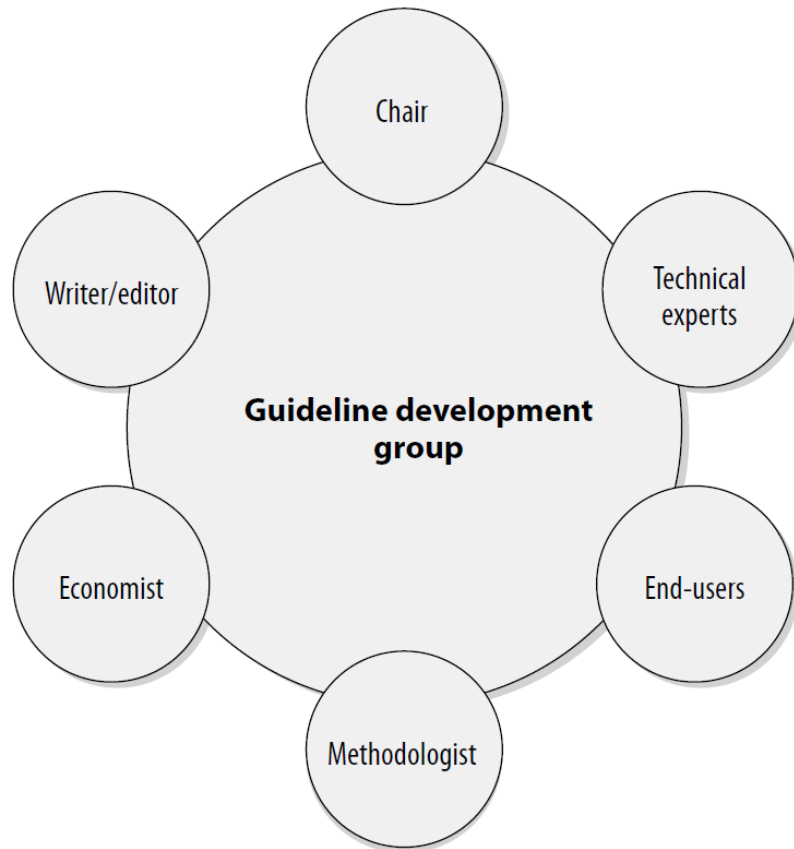 Chair
Technical
experts
Writer/editor
Guideline development
group
Economist
End-users
Methodologist